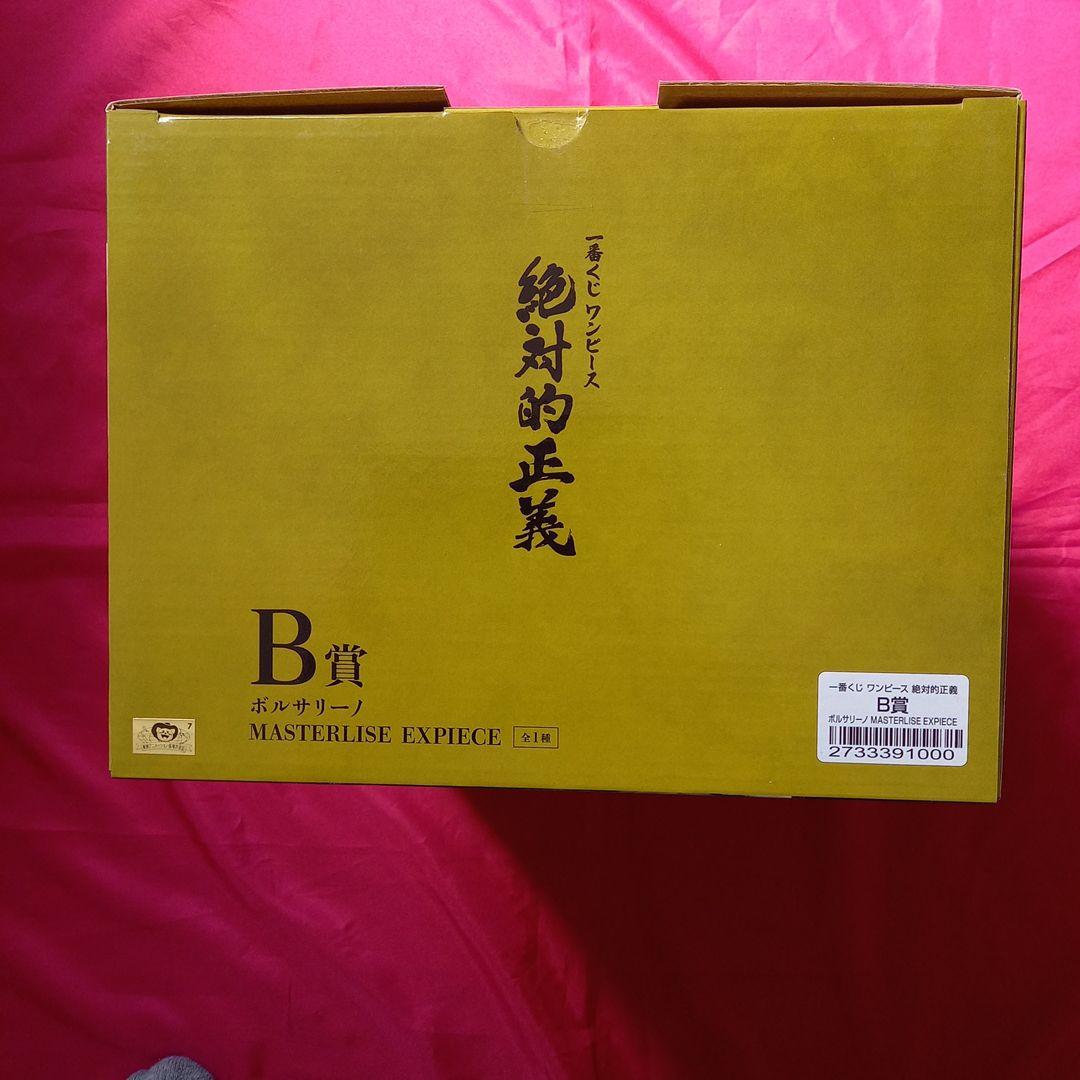 一番くじ ワンピース
絶対的正義
B賞
ボルサリーノ
MASTERLISE EXPIECE 全1種
7
一番くじ ワンピース 絶対的正義
B賞
ボルサリーノ MASTERLISE EXPIECE
2733391000